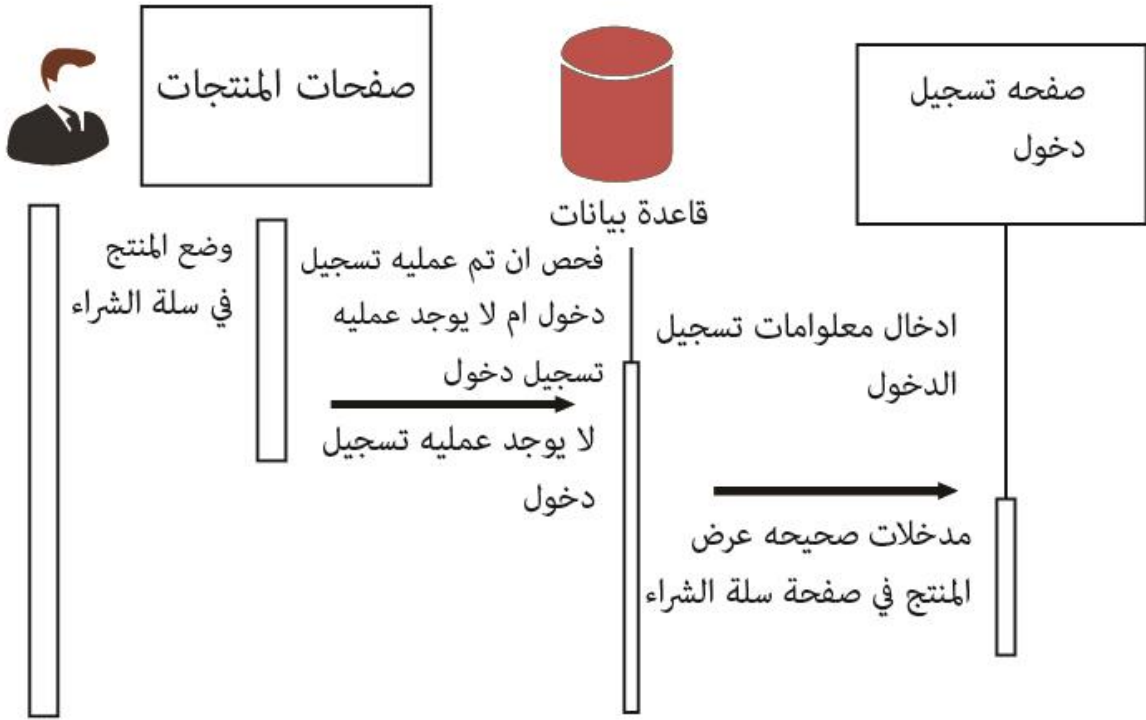 صفحات المنتجات
صفحه تسجيل
دخول
قاعدة بيانات
وضع المنتج
في سلة الشراء
فحص ان تم عمليه تسجيل
دخول ام لا يوجد عمليه
تسجيل دخول
لا يوجد عمليه تسجيل
دخول
ادخال معلوامات تسجيل
الدخول
مدخلات صحيحه عرض
المنتج في صفحة سلة الشراء